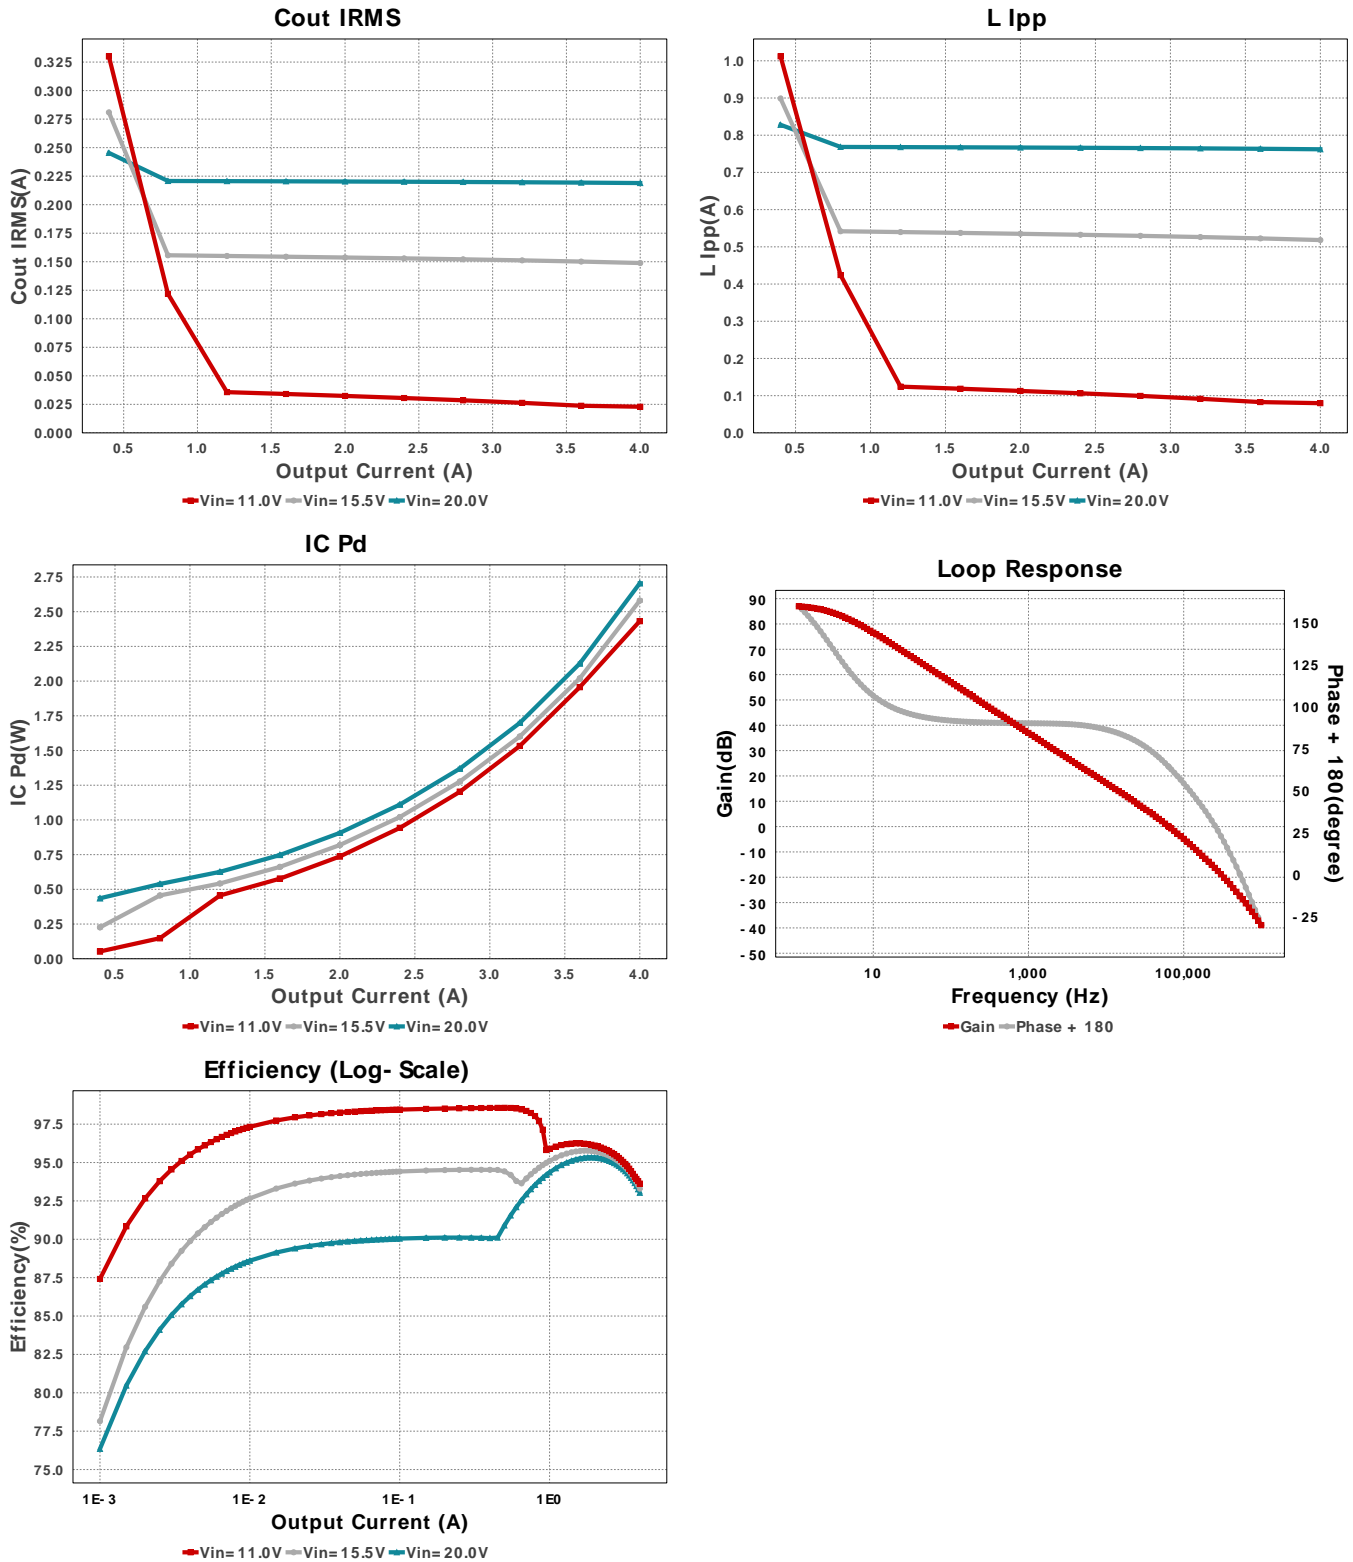 Cout IRMS
Cout IRMS(A)
0.325
0.300
0.275
0.250
0.225
0.200
0.175
0.150
0.125
0.100
0.075
0.050
0.025
0.000
0.5 1.0 1.5 2.0 2.5 3.0 3.5 4.0
Output Current (A)
Vin= 11.0V Vin= 15.5V Vin= 20.0V
L Ipp
L Ipp(A)
1.0
0.9
0.8
0.7
0.6
0.5
0.4
0.3
0.2
0.1
0.0
0.5 1.0 1.5 2.0 2.5 3.0 3.5 4.0
Output Current (A)
Vin= 11.0V Vin= 15.5V Vin= 20.0V
IC Pd
IC Pd(W)
2.75
2.50
2.25
2.00
1.75
1.50
1.25
1.00
0.75
0.50
0.25
0.00
0.5 1.0 1.5 2.0 2.5 3.0 3.5 4.0
Output Current (A)
Vin= 11.0V Vin= 15.5V Vin= 20.0V
Loop Response
Gain(dB)
90
80
70
60
50
40
30
20
10
0
- 10
- 20
- 30
- 40
- 50
150
125
100
75
50
25
0
- 25
Phase + 180(degree)
10 1,000 100,000
Frequency (Hz)
Gain Phase + 180
Efficiency (Log- Scale)
Efficiency(%)
97.5
95.0
92.5
90.0
87.5
85.0
82.5
80.0
77.5
75.0
1E- 3 1E- 2 1E- 1 1E0
Output Current (A)
Vin= 11.0V Vin= 15.5V Vin= 20.0V